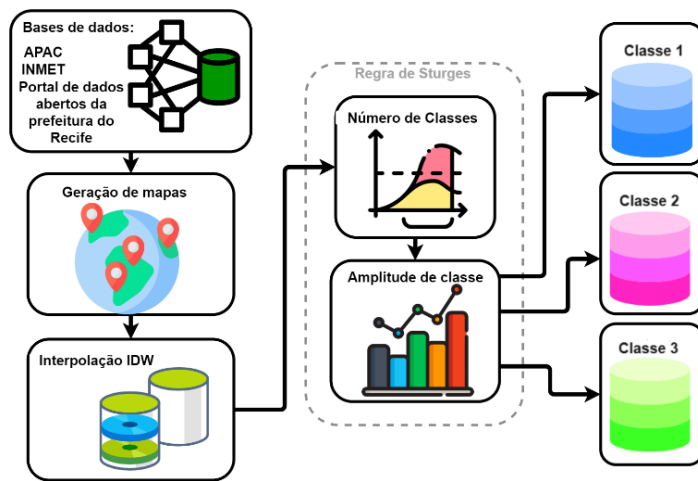 Bases de dados:
APAC
INMET
Portal de dados
abertos da
prefeitura do
Recife
Geração de mapas
Interpolação IDW
Regra de Sturges
Número de Classes
Amplitude de classe
Classe 1
Classe 2
Classe 3